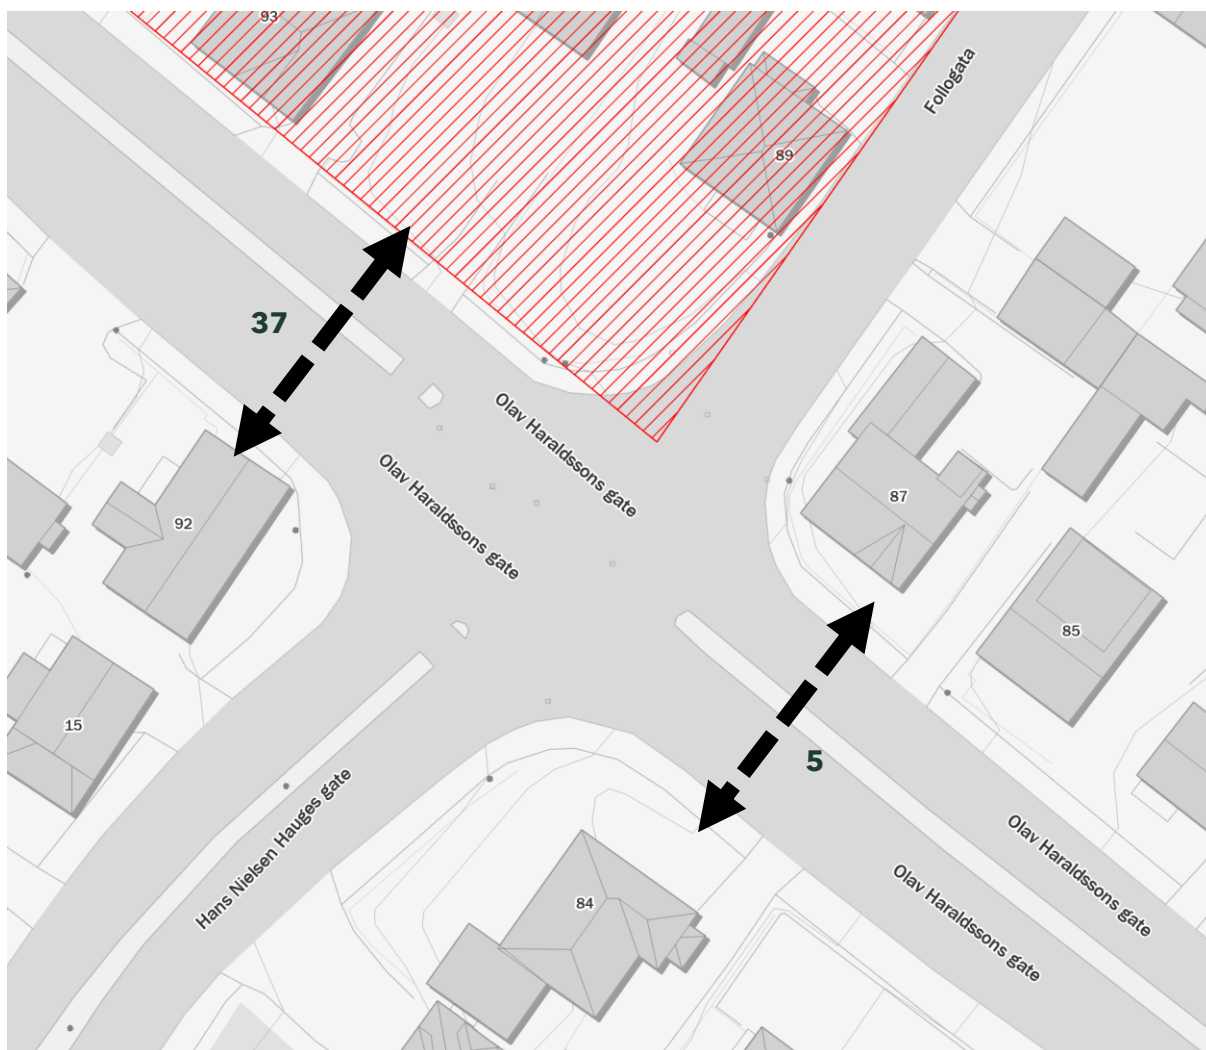 93
Follogata
89
37
Olav Haraldssons gate
Olav Haraldssons gate
92
87
85
15
5
Hans Nielsen Hauges gate
Olav Haraldssons gate
Olav Haraldssons gate
84